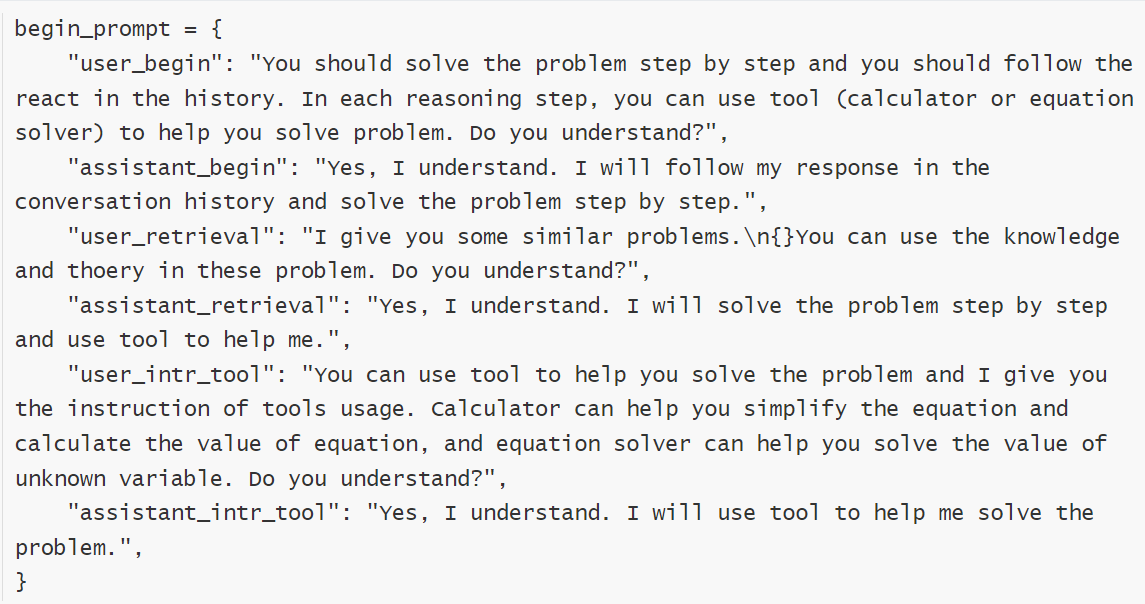 begin_prompt = {
    "user_begin": "You should solve the problem step by step and you should follow the
react in the history. In each reasoning step, you can use tool (calculator or equation
solver) to help you solve problem. Do you understand?",
    "assistant_begin": "Yes, I understand. I will follow my response in the
conversation history and solve the problem step by step.",
    "user_retrieval": "I give you some similar problems.\n{}You can use the knowledge
and thoery in these problem. Do you understand?",
    "assistant_retrieval": "Yes, I understand. I will solve the problem step by step
and use tool to help me.",
    "user_intr_tool": "You can use tool to help you solve the problem and I give you
the instruction of tools usage. Calculator can help you simplify the equation and
calculate the value of equation, and equation solver can help you solve the value of
unknown variable. Do you understand?",
    "assistant_intr_tool": "Yes, I understand. I will use tool to help me solve the
problem.",
}